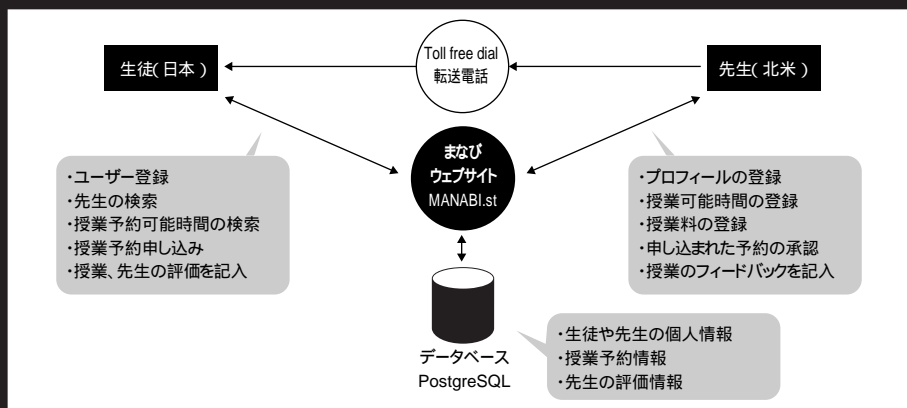 生徒(日本)
Toll free dial
転送電話
先生(北米)
まなび
ウェブサイト
MANABI.st
・ユーザー登録
・先生の検索
・授業予約可能時間の検索
・授業予約申し込み
・授業、先生の評価を記入
・プロフィールの登録
・授業可能時間の登録
・授業料の登録
・申し込まれた予約の承認
・授業のフィードバックを記入
データベース
PostgreSQL
・生徒や先生の個人情報
・授業予約情報
・先生の評価情報